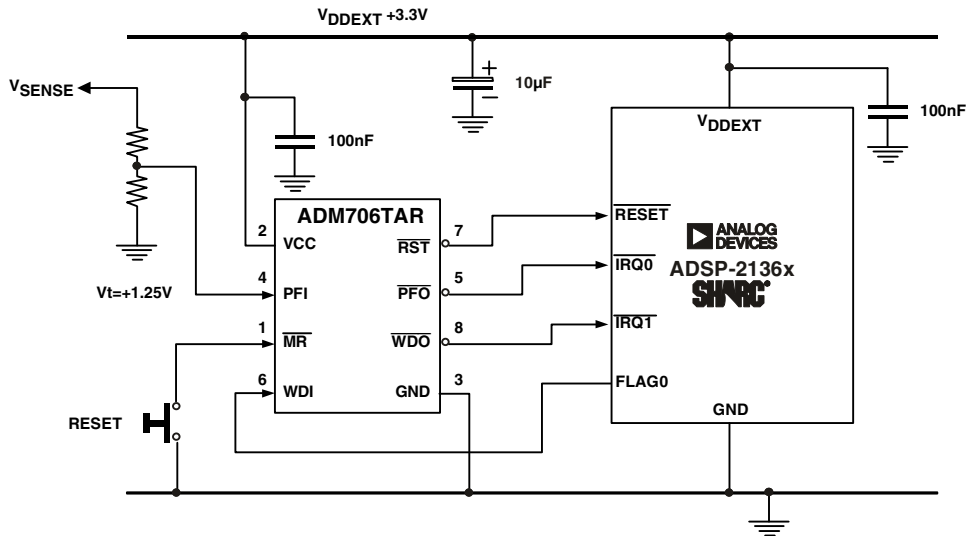 VDDEXT +3.3V
VSENSE
10µF
100nF
100nF
VDDEXT
ADM706TAR
2 VCC
RST 7
RESET
ANALOG
DEVICES
ADSP-2136x
SHARC®
4 PFI
PFO 5
IRQ0
Vt=+1.25V
1 MR
WDO 8
IRQ1
6 WDI
GND 3
FLAG0
RESET
GND